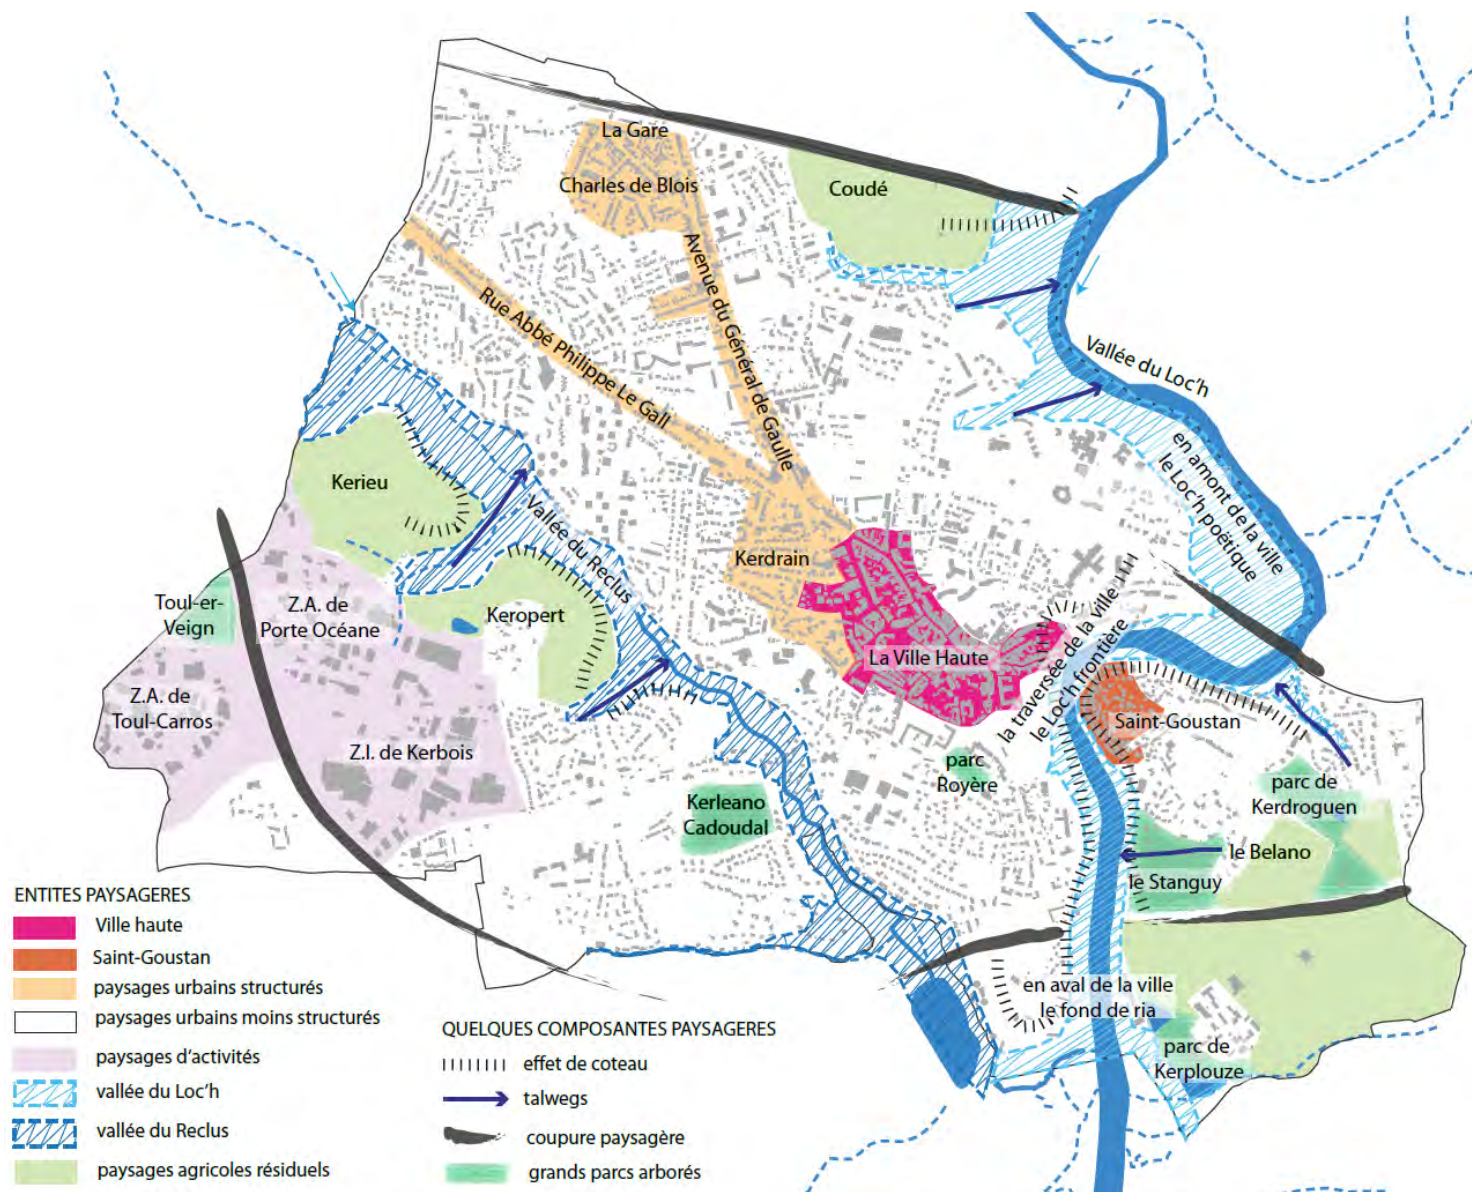 La Gare
Charles de Blois
Coudé
Avenue du Général de Gaulle
Rue Abbé Philippe Le Gall
Vallée du Loc'h
en amont de la ville
le Loc'h poétique
Kerieu
Vallée du Reclus
Kerdrain
Toul-er-
Veign
Z.A. de
Porte Océane
Keropert
La Ville Haute
la traversée de la ville
le Loc'h frontière
Z.A. de
Toul-Carros
Saint-Goustan
Z.I. de Kerbois
parc
Royère
parc de
Kerdroguen
Kerleano
Cadoudal
le Belano
le Stanguy
en aval de la ville
le fond de ria
parc de
Kerplouze
ENTITES PAYSAGERES
Ville haute
Saint-Goustan
paysages urbains structurés
paysages urbains moins structurés
paysages d'activités
vallée du Loc'h
vallée du Reclus
paysages agricoles résiduels
QUELQUES COMPOSANTES PAYSAGERES
effet de coteau
talwegs
coupure paysagère
grands parcs arborés